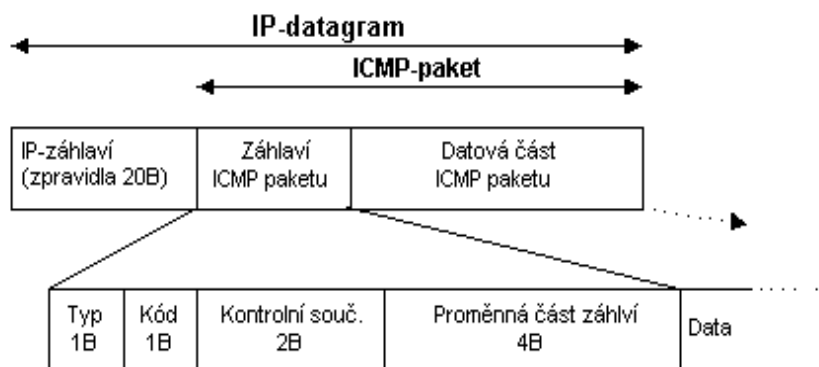 IP-datagram
ICMP-paket
IP-záhlaví
(zpravidla 20B)
Záhlaví
ICMP paketu
Datová část
ICMP paketu
Typ
1B
Kód
1B
Kontrolní souč.
2B
Proměnná část záhlví
4B
Data